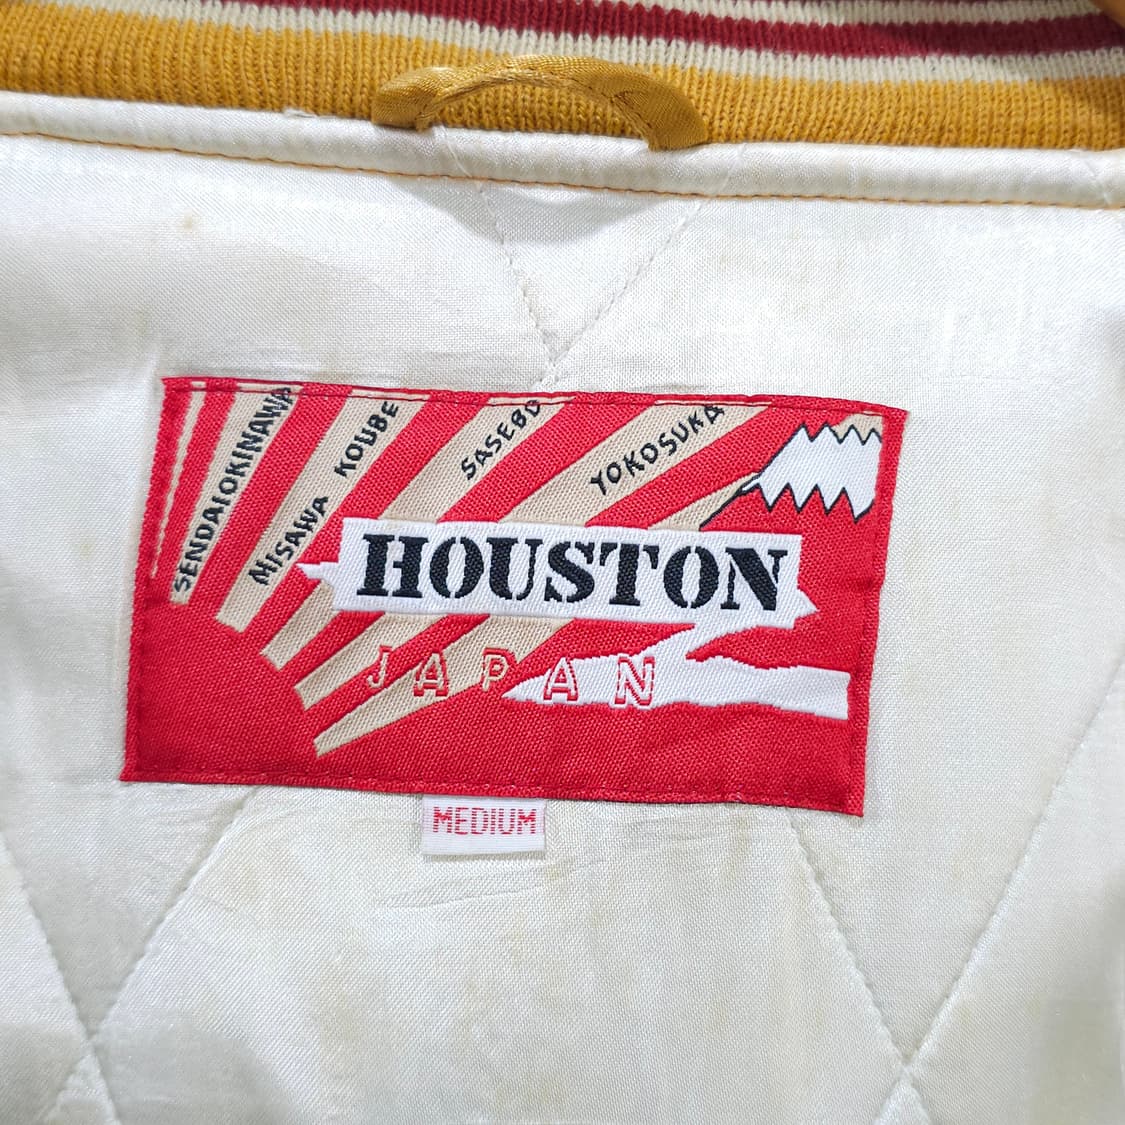 SENDAI OKINAWA
MISAWA KOUBE
SASEBO
YOKOSUKA
HOUSTON
JAPAN
MEDIUM